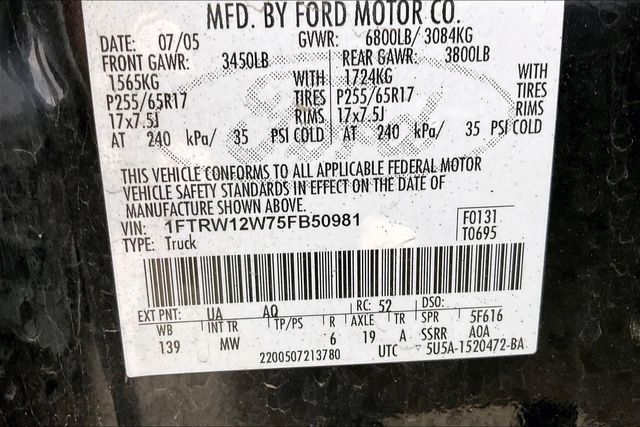 MFD. BY FORD MOTOR CO.
DATE: 07/05 GVWR: 6800LB/ 3084KG
FRONT GAWR: 3450LB REAR GAWR: 3800LB
1565KG WITH 1724KG WITH
P255/65R17 TIRES P255/65R17 TIRES
17x7.5J RIMS 17x7.5J RIMS
AT 240 kPa/ 35 PSI COLD AT 240 kPa/ 35 PSI COLD
Ford
THIS VEHICLE CONFORMS TO ALL APPLICABLE FEDERAL MOTOR
VEHICLE SAFETY STANDARDS IN EFFECT ON THE DATE OF
MANUFACTURE SHOWN ABOVE.
VIN: 1FTRW12W75FB50981 F0131
TYPE: Truck T0695
EXT PNT: UA AQ RC: 52 DSO:
WB INT TR TP/PS R AXLE TR SPR 5F616
139 MW 6 19 A SSRR AOA
2200507213780 UTC 5U5A-1520472-BA